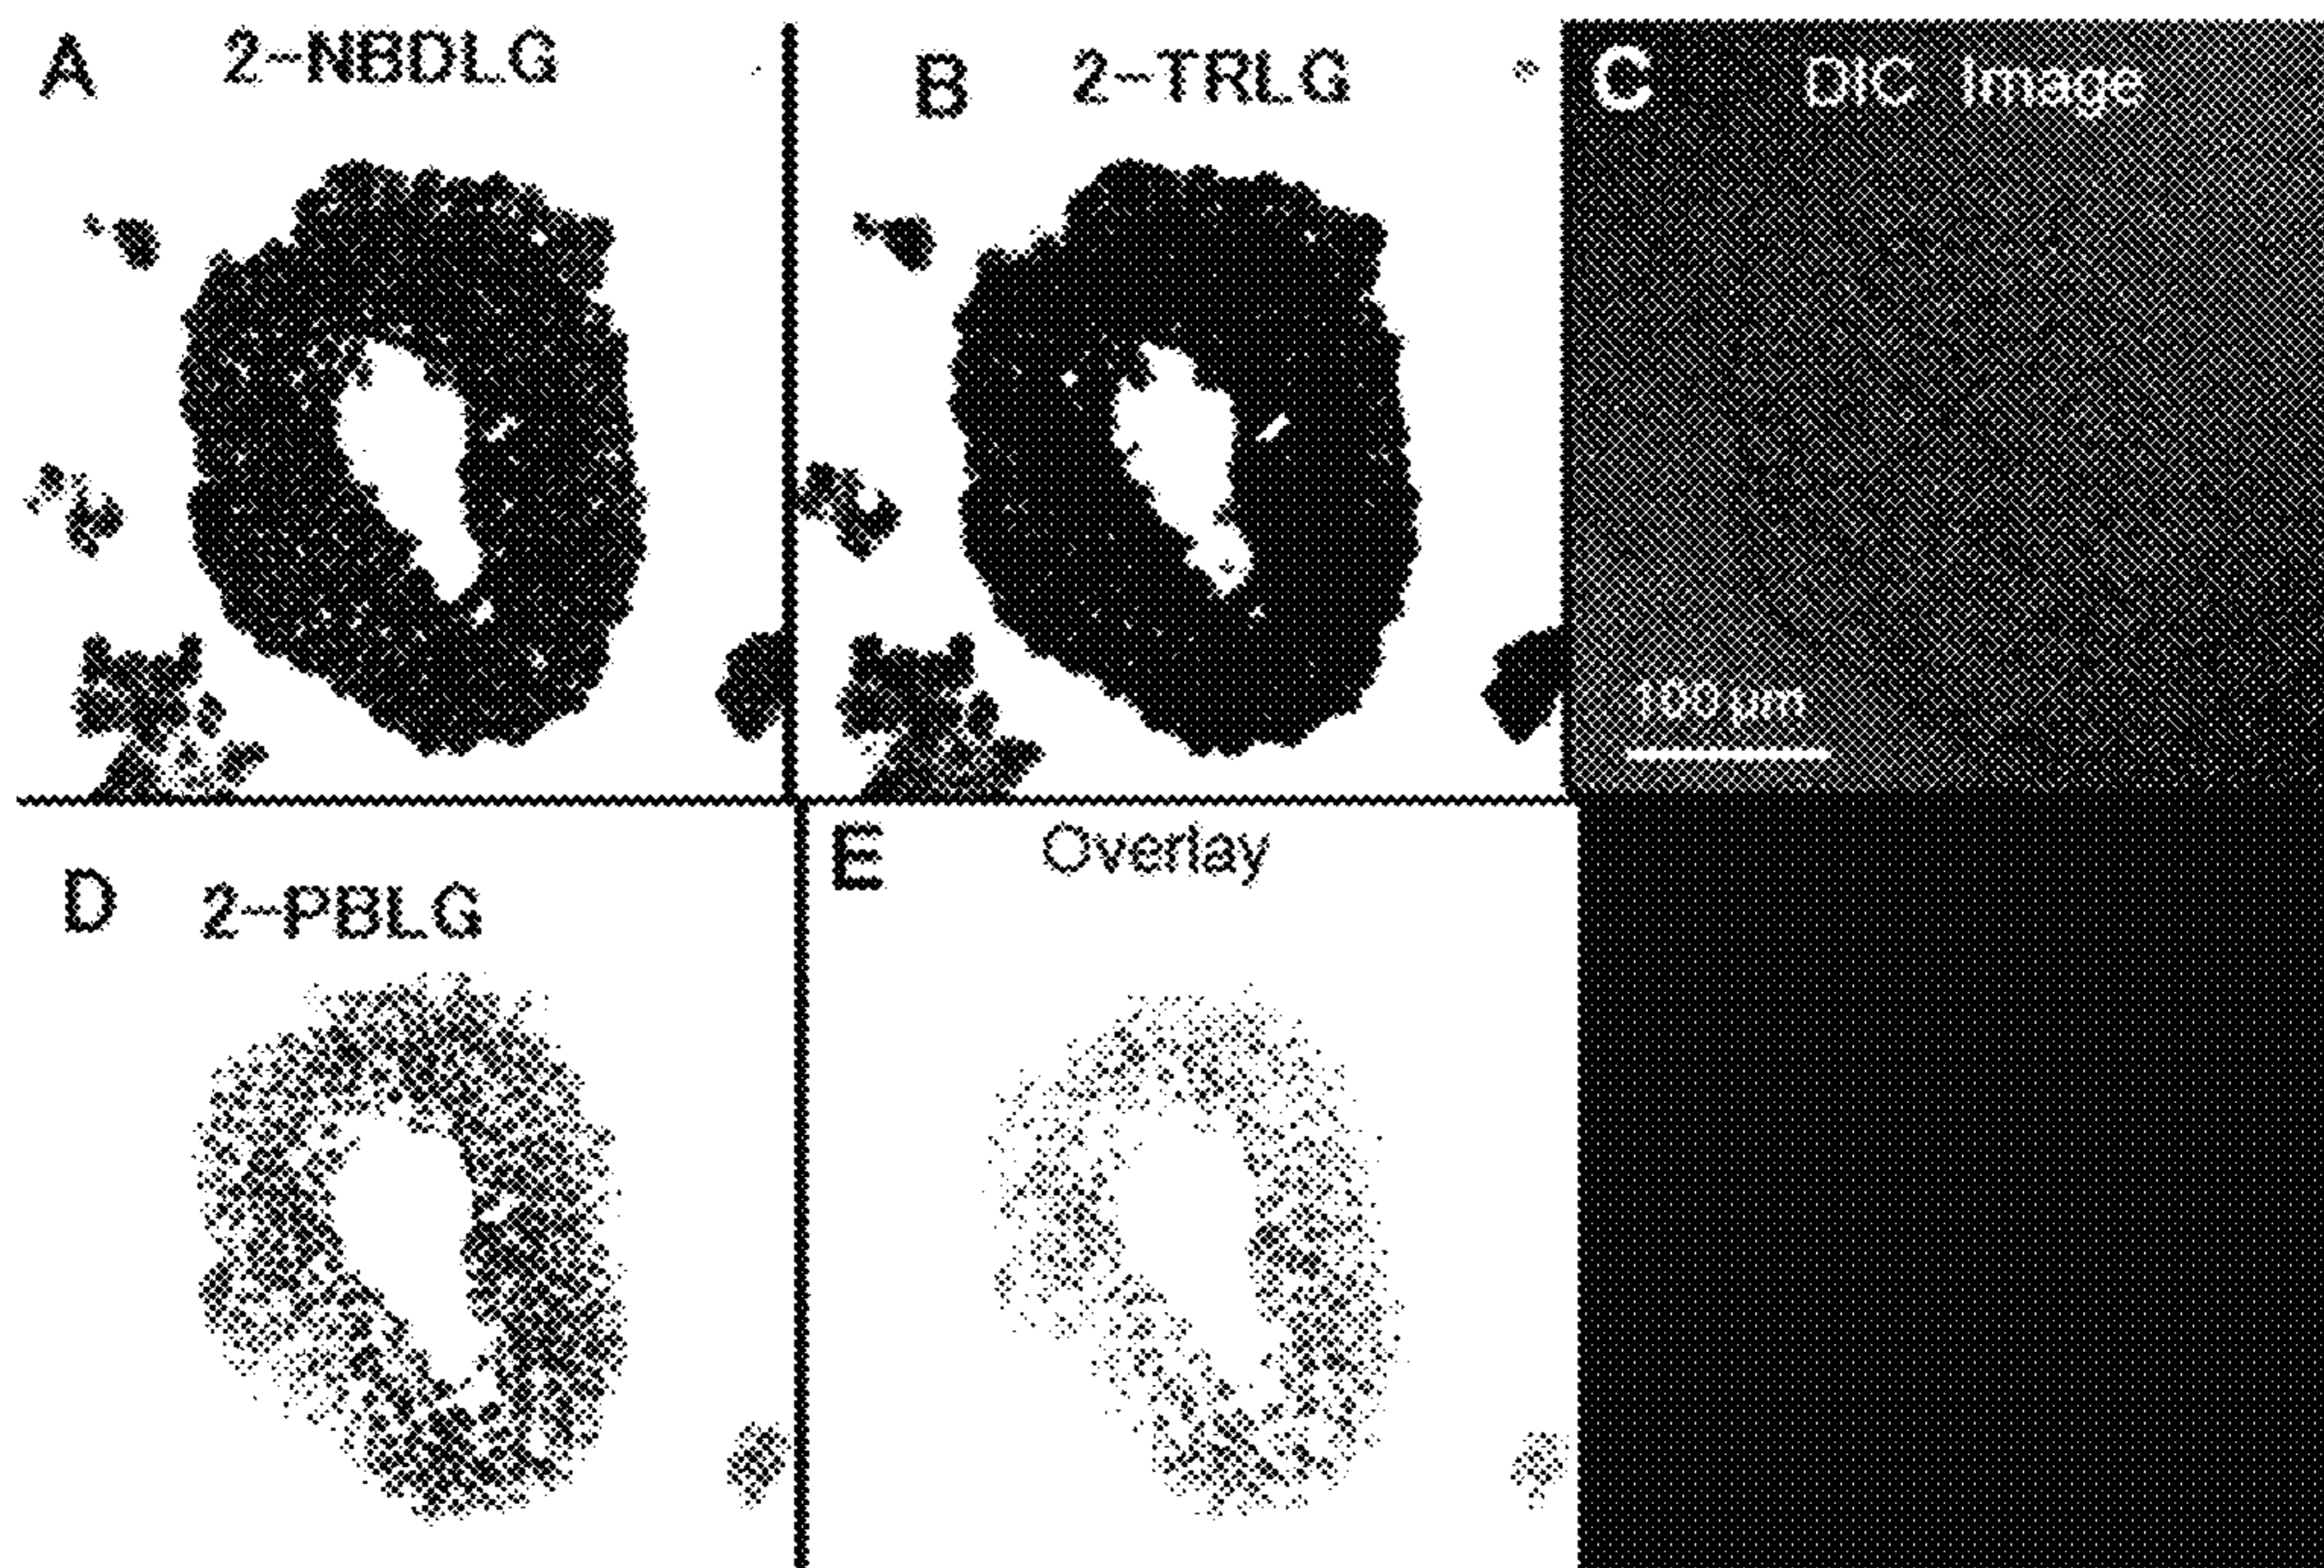 A 2-NBDLG
B 2-TRLG
C DIC Image
100 μm
D 2-PBLG
E Overlay